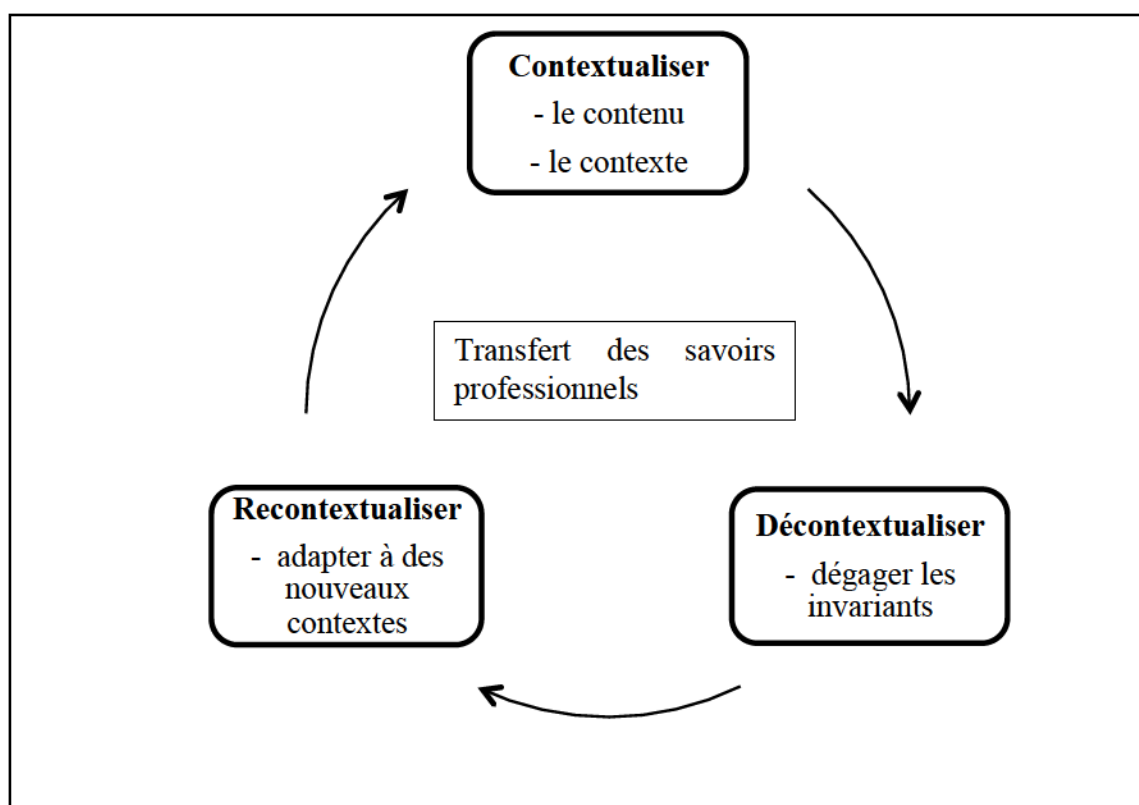 Contextualiser
- le contenu
- le contexte
Transfert des savoirs
professionnels
Recontextualiser
- adapter à des
nouveaux
contextes
Décontextualiser
- dégager les
invariants